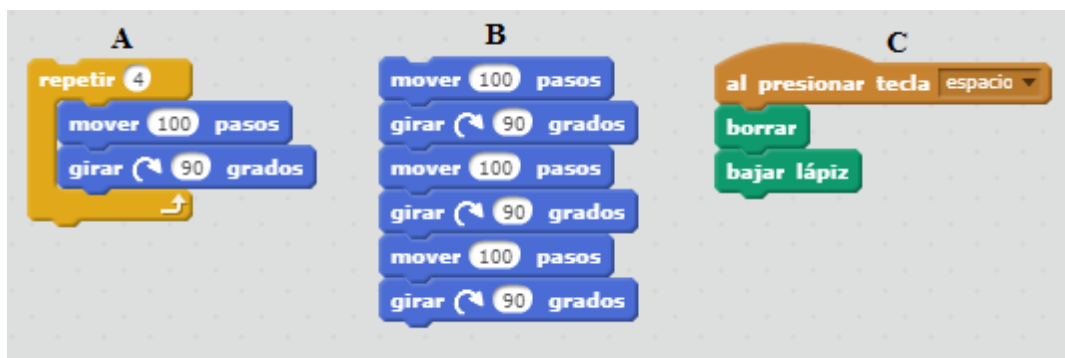 A
repetir 4
mover 100 pasos
girar 90 grados
B
mover 100 pasos
girar 90 grados
mover 100 pasos
girar 90 grados
mover 100 pasos
girar 90 grados
C
al presionar tecla espacio
borrar
bajar lápiz